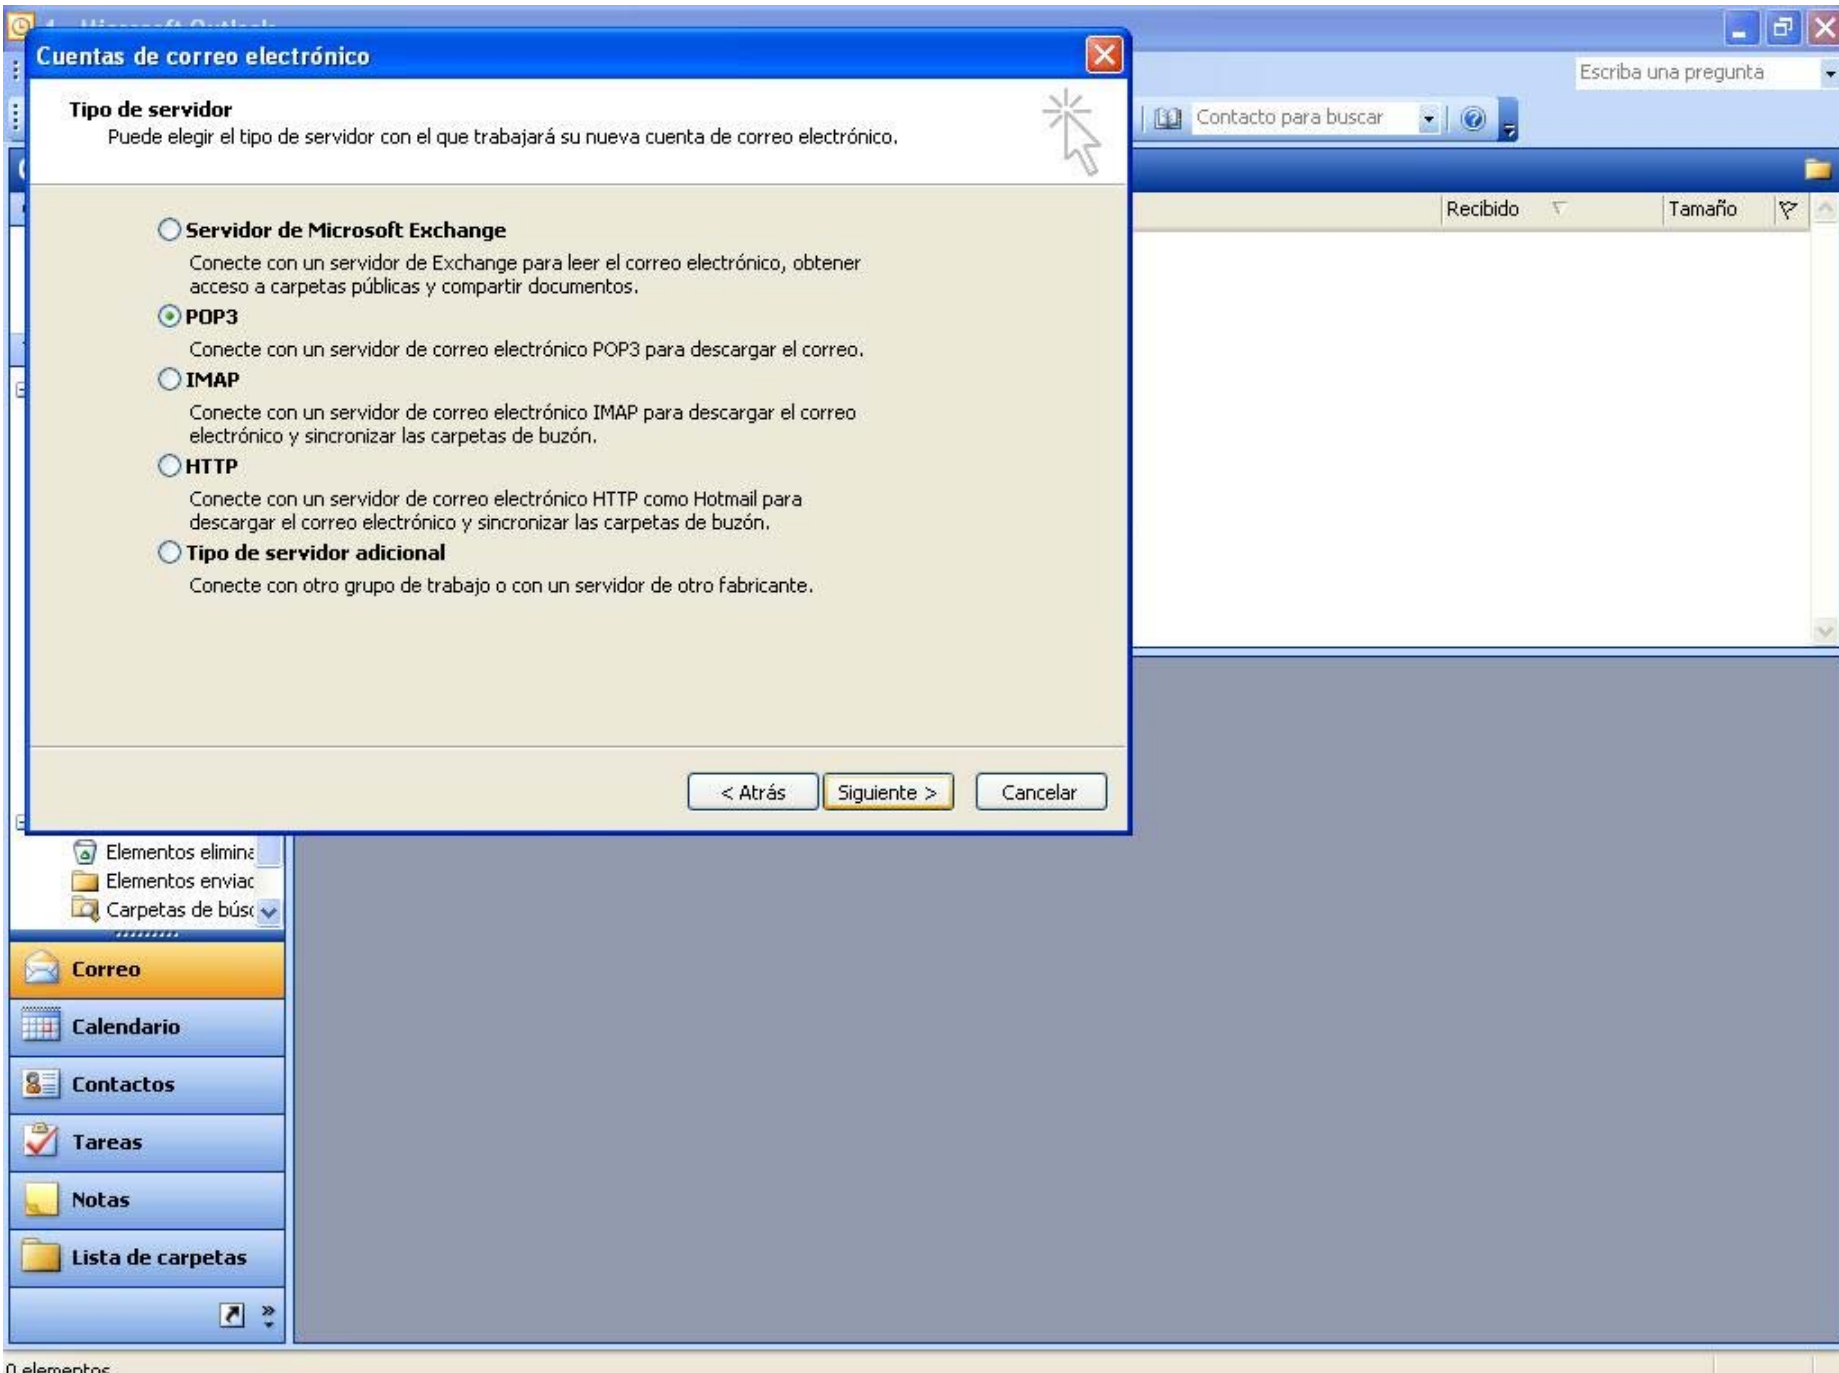 Cuentas de correo electrónico
Escriba una pregunta
Tipo de servidor
Puede elegir el tipo de servidor con el que trabajará su nueva cuenta de correo electrónico.
Contacto para buscar
Recibido
Tamaño
Servidor de Microsoft Exchange
Conecte con un servidor de Exchange para leer el correo electrónico, obtener
acceso a carpetas públicas y compartir documentos.
POP3
Conecte con un servidor de correo electrónico POP3 para descargar el correo.
IMAP
Conecte con un servidor de correo electrónico IMAP para descargar el correo
electrónico y sincronizar las carpetas de buzón.
HTTP
Conecte con un servidor de correo electrónico HTTP como Hotmail para
descargar el correo electrónico y sincronizar las carpetas de buzón.
Tipo de servidor adicional
Conecte con otro grupo de trabajo o con un servidor de otro fabricante.
< Atrás
Siguiente >
Cancelar
Elementos elimina
Elementos enviac
Carpetas de búsc
Correo
Calendario
Contactos
Tareas
Notas
Lista de carpetas
0 elementos